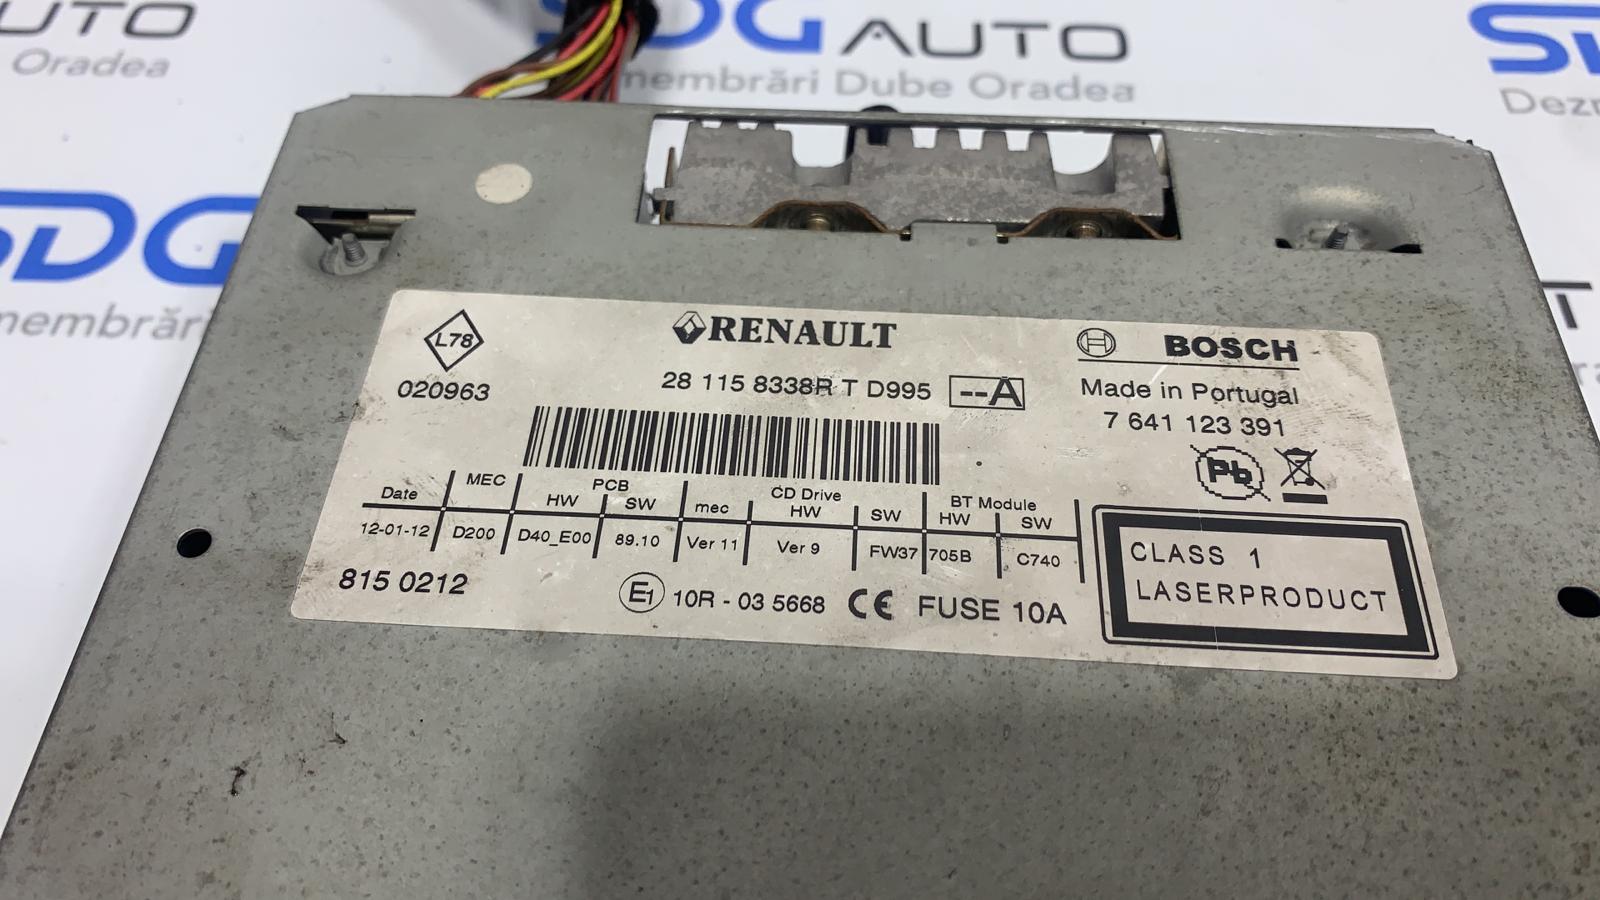 UTO
Oradea
SDG AUTO
membrări Dube Oradea
Dezm
SDG
membrări
L78
020963
RENAULT
28 115 8338R T D995 --A
BOSCH
Made in Portugal
7 641 123 391
Pb
Date MEC PCB HW SW mec CD Drive HW SW BT Module HW SW
12-01-12 D200 D40_E00 89.10 Ver 11 Ver 9 FW37 705B C740
815 0212
E1 10R - 03 5668 CE FUSE 10A
CLASS 1
LASERPRODUCT